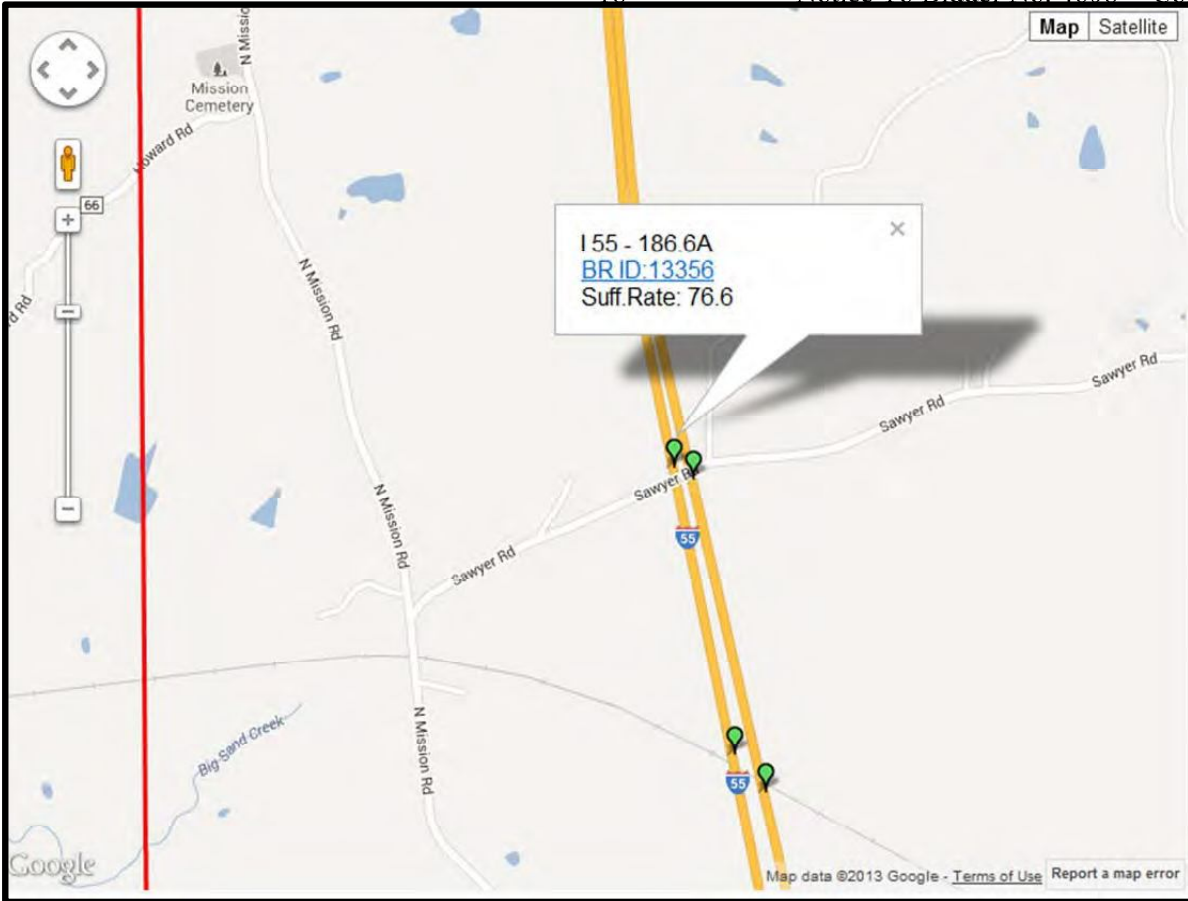 Map Satellite
N Missio
Mission
Cemetery
Howard Rd
66
I 55 - 186.6A
BR ID:13356
Suff.Rate: 76.6
N Mission Rd
d Rd
Sawyer Rd
Sawyer Rd
Sawyer Rd
N Mission Rd
55
Sawyer Rd
N Mission Rd
Big Sand Creek
55
Google
Map data ©2013 Google - Terms of Use Report a map error